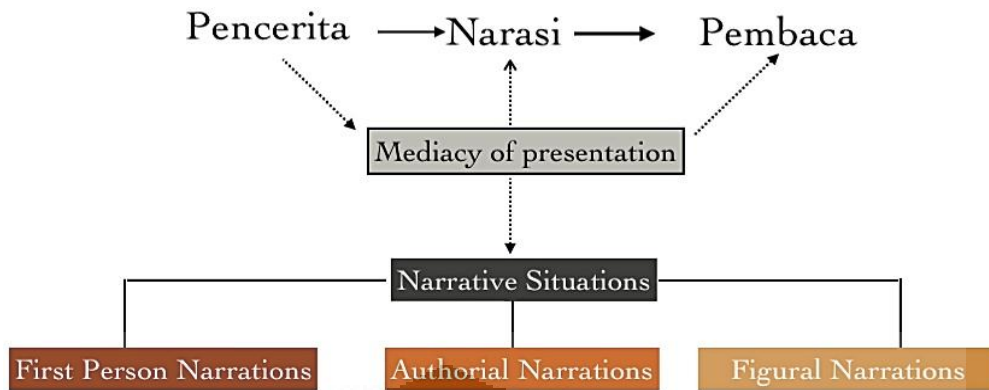 Pencerita Narasi Pembaca
Mediacy of presentation
Narrative Situations
First Person Narrations Authorial Narrations Figural Narrations